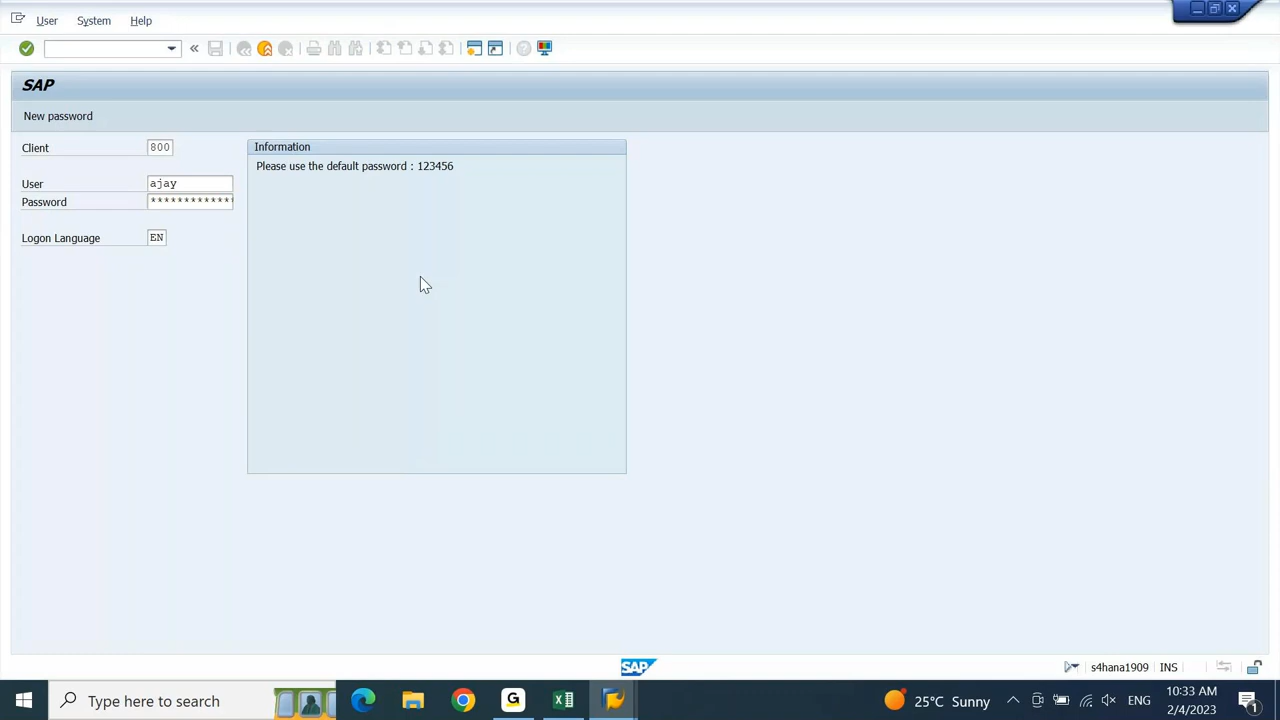 User System Help
SAP
New password
Client 800
Information
Please use the default password : 123456
User ajay
Password *************
Logon Language EN
SAP s4hana1909 INS
Type here to search
G
25°C Sunny
ENG
10:33 AM
2/4/2023
1